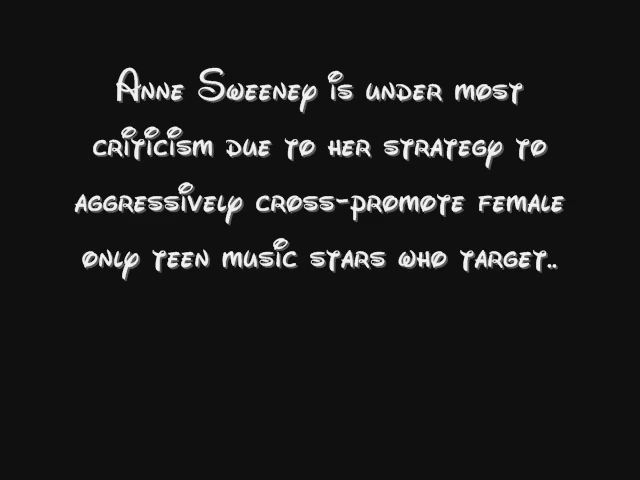 Anne Sweeney is under most
criticism due to her strategy to
aggressively cross-promote female
only teen music stars who target..